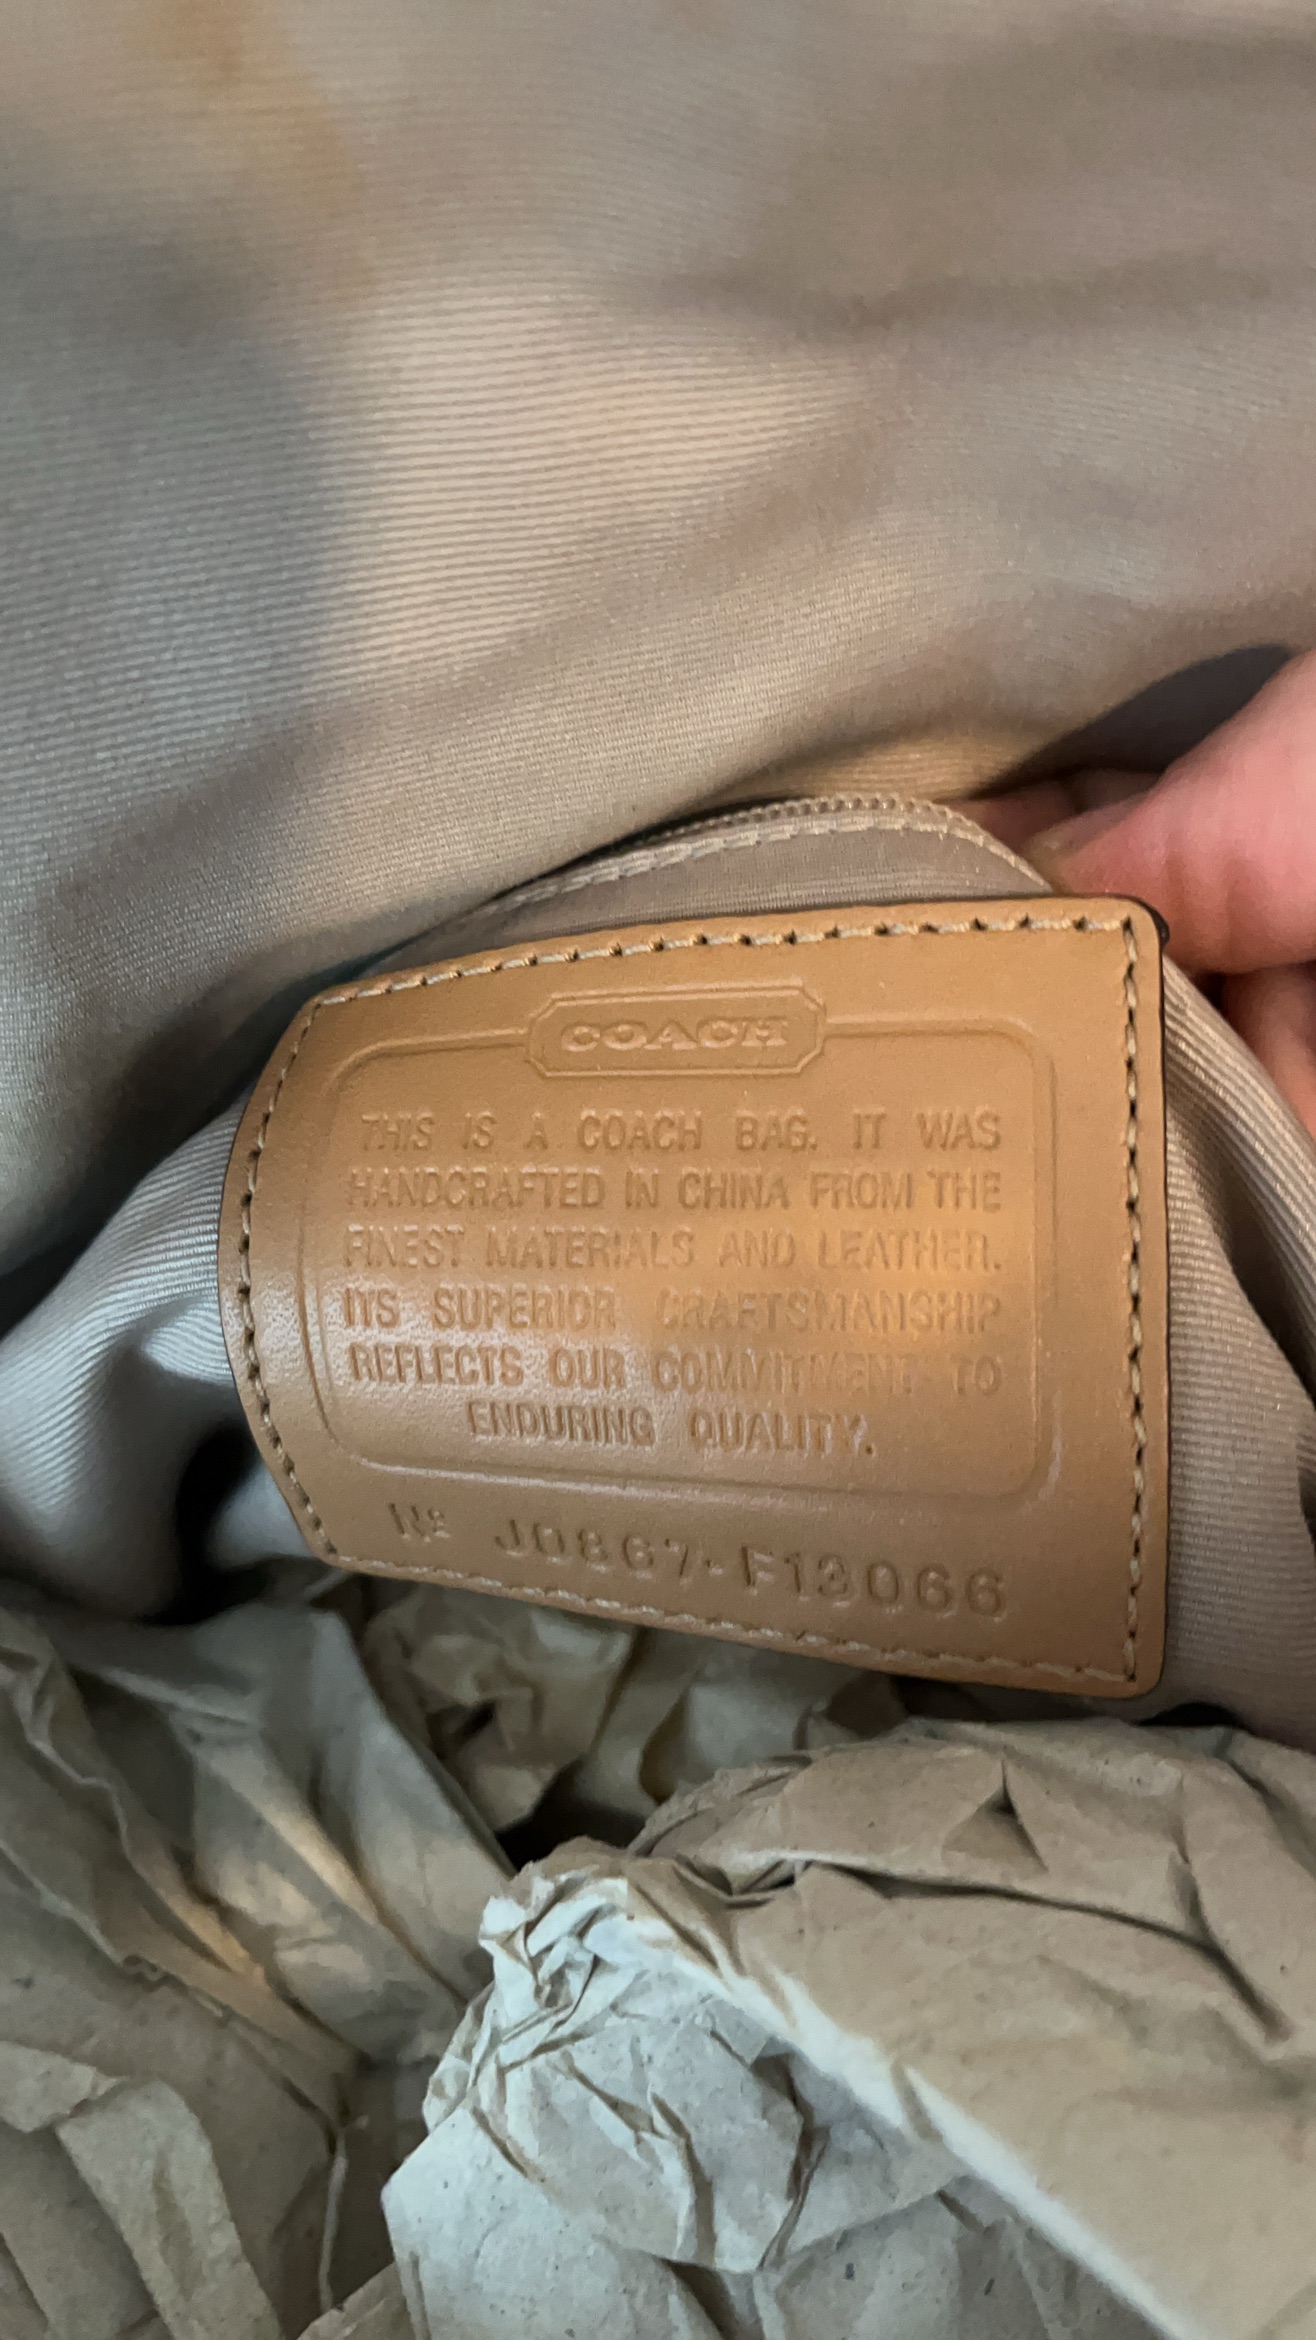 COACH
THIS IS A COACH BAG. IT WAS
HANDCRAFTED IN CHINA FROM THE
FINEST MATERIALS AND LEATHER.
ITS SUPERIOR CRAFTSMANSHIP
REFLECTS OUR COMMITMENT TO
ENDURING QUALITY.
Nº J0867-F13066